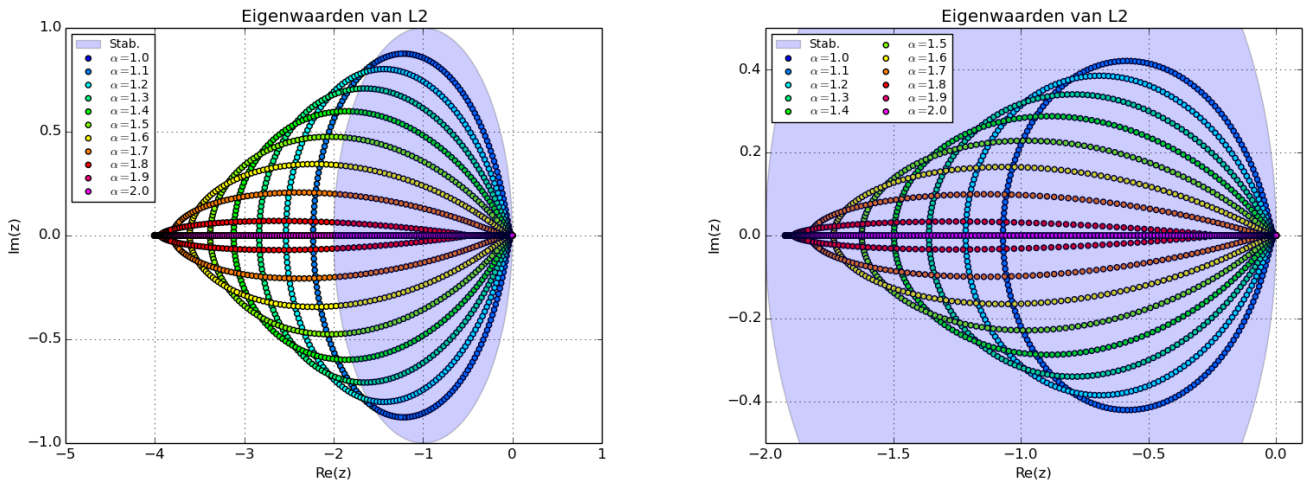 Eigenwaarden van L2
1.0
0.5
0.0
−0.5
−1.0
Im(z)
Stab.
α=1.0
α=1.1
α=1.2
α=1.3
α=1.4
α=1.5
α=1.6
α=1.7
α=1.8
α=1.9
α=2.0
−5 −4 −3 −2 −1 0 1
Re(z)
Eigenwaarden van L2
0.4
0.2
0.0
−0.2
−0.4
Im(z)
Stab. α=1.5
α=1.0 α=1.6
α=1.1 α=1.7
α=1.2 α=1.8
α=1.3 α=1.9
α=1.4 α=2.0
−2.0 −1.5 −1.0 −0.5 0.0
Re(z)